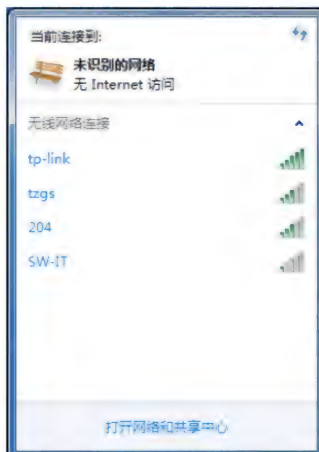 当前连接到:
未识别的网络
无 Internet 访问
无线网络连接
tp-link
tzgs
204
SW-IT
打开网络和共享中心